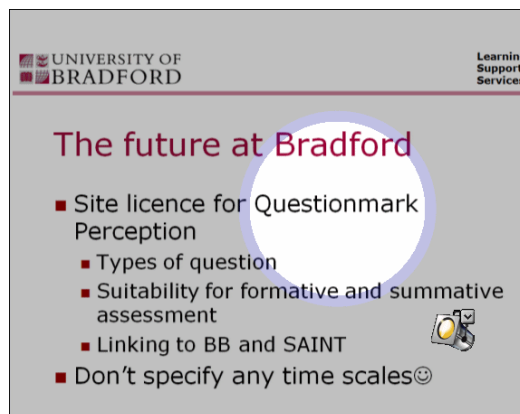 UNIVERSITY OF
BRADFORD
Learnin
Support
Services
The future at Bradford
Site licence for Questionmark
Perception
Types of question
Suitability for formative and summative
assessment
Linking to BB and SAINT
Don't specify any time scales☺